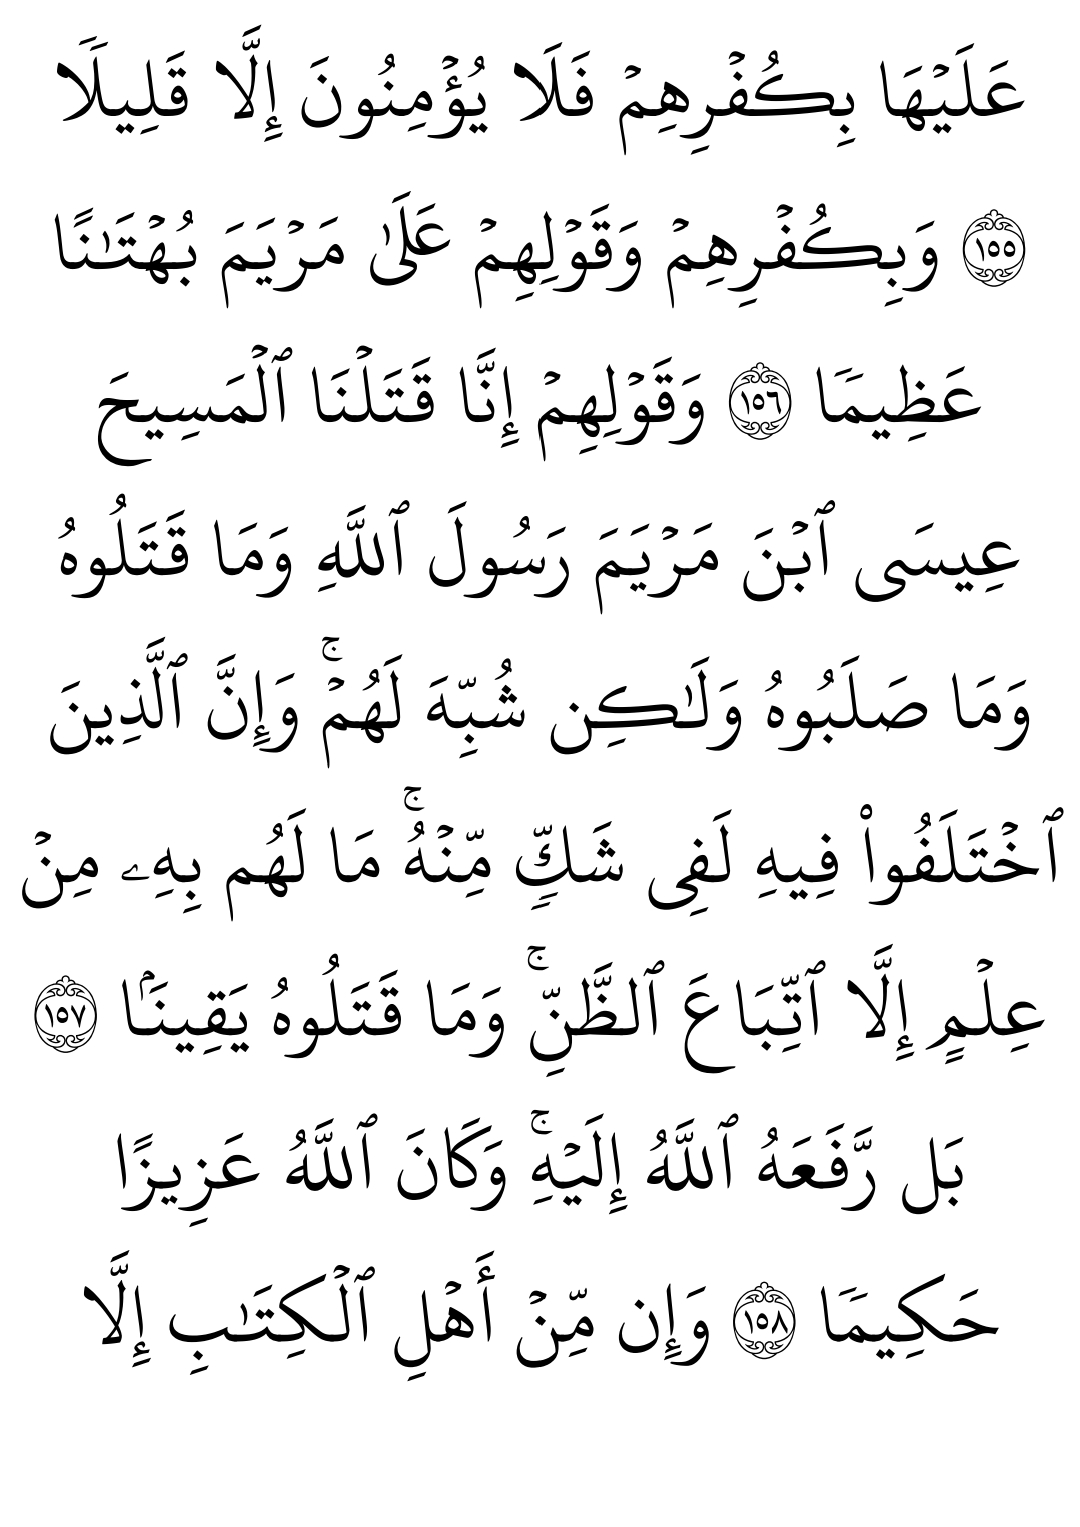 عَلَيۡهَا بِكُفۡرِهِمۡ فَلَا يُؤۡمِنُونَ إِلَّا قَلِيلٗا
١٥٥ وَبِكُفۡرِهِمۡ وَقَوۡلِهِمۡ عَلَىٰ مَرۡيَمَ بُهۡتَٰنًا
عَظِيمٗا ١٥٦ وَقَوۡلِهِمۡ إِنَّا قَتَلۡنَا ٱلۡمَسِيحَ
عِيسَى ٱبۡنَ مَرۡيَمَ رَسُولَ ٱللَّهِ وَمَا قَتَلُوهُ
وَمَا صَلَبُوهُ وَلَٰكِن شُبِّهَ لَهُمۡۚ وَإِنَّ ٱلَّذِينَ
ٱخۡتَلَفُواْ فِيهِ لَفِي شَكّٖ مِّنۡهُۚ مَا لَهُم بِهِۦ مِنۡ
عِلۡمٍ إِلَّا ٱتِّبَاعَ ٱلظَّنِّۚ وَمَا قَتَلُوهُ يَقِينَۢا ١٥٧
بَل رَّفَعَهُ ٱللَّهُ إِلَيۡهِۚ وَكَانَ ٱللَّهُ عَزِيزًا
حَكِيمٗا ١٥٨ وَإِن مِّنۡ أَهۡلِ ٱلۡكِتَٰبِ إِلَّا